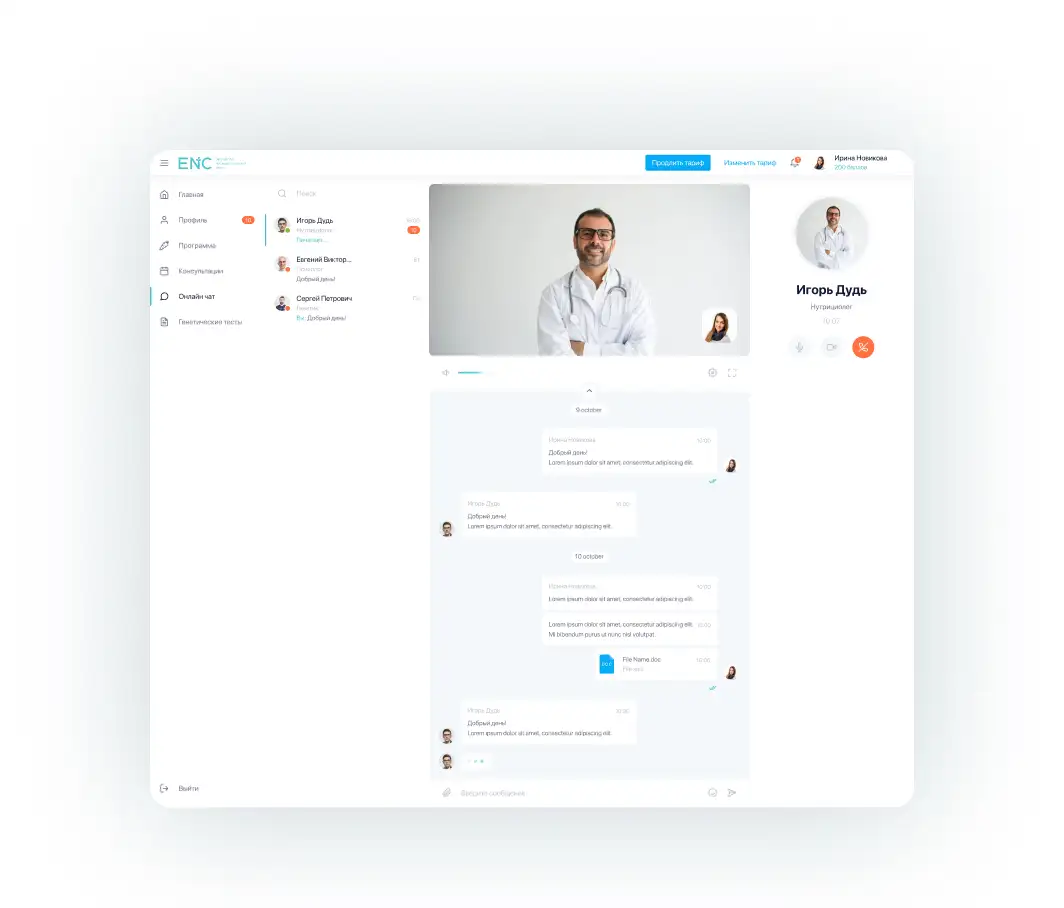 ENC
Продлить тариф
Изменить тариф
Ирина Новикова
Главная
Профиль
10
Программа
Консультации
Онлайн чат
Генетические тесты
Выйти
Поиск
Игорь Дудь
Нутрициолог
Печатает...
Евгений Виктор...
Добрый день!
Сергей Петрович
Вы: Добрый день!
Игорь Дудь
Нутрициолог
9 october
Ирина Новикова 10:00
Добрый день!
Lorem ipsum dolor sit amet, consectetur adipiscing elit.
Игорь Дудь 10:00
Добрый день!
Lorem ipsum dolor sit amet, consectetur adipiscing elit.
10 october
Ирина Новикова 10:00
Lorem ipsum dolor sit amet, consectetur adipiscing elit.
Lorem ipsum dolor sit amet, consectetur adipiscing elit. 10:00
Mi bibendum purus ut nunc nisl volutpat.
File Name.doc 10:00
Игорь Дудь 10:00
Добрый день!
Lorem ipsum dolor sit amet, consectetur adipiscing elit.
Введите сообщение